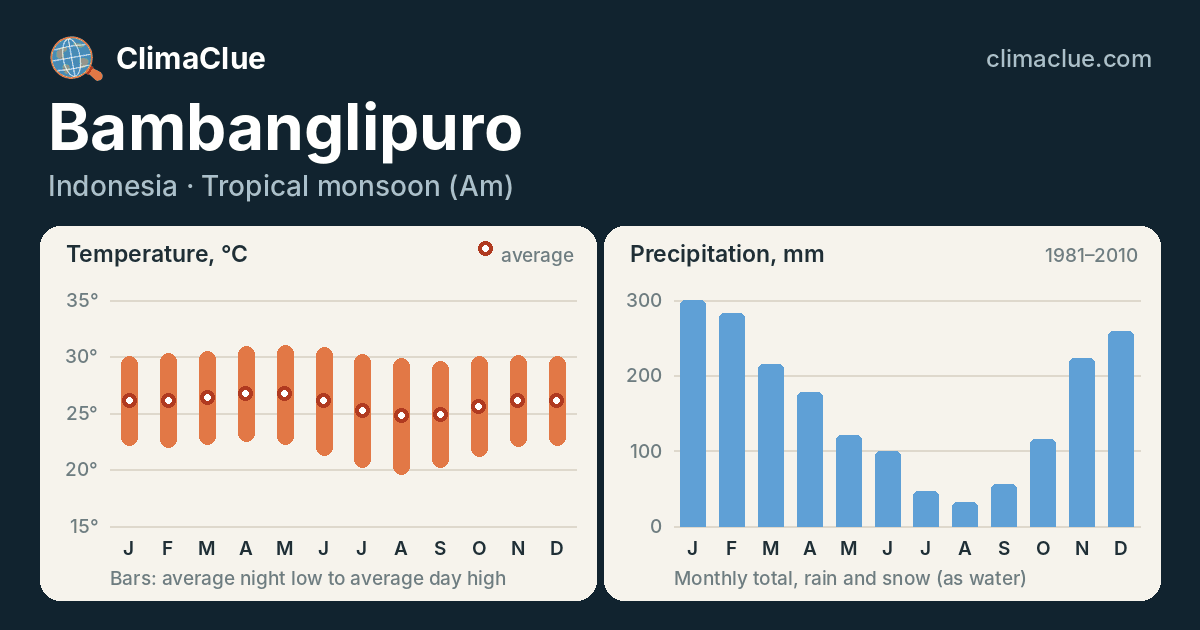 ClimaClue
climaclue.com
Bambanglipuro
Indonesia · Tropical monsoon (Am)
Temperature, °C
average
35°
30°
25°
20°
15°
J F M A M J J A S O N D
Bars: average night low to average day high
Precipitation, mm
1981–2010
300
200
100
0
J F M A M J J A S O N D
Monthly total, rain and snow (as water)